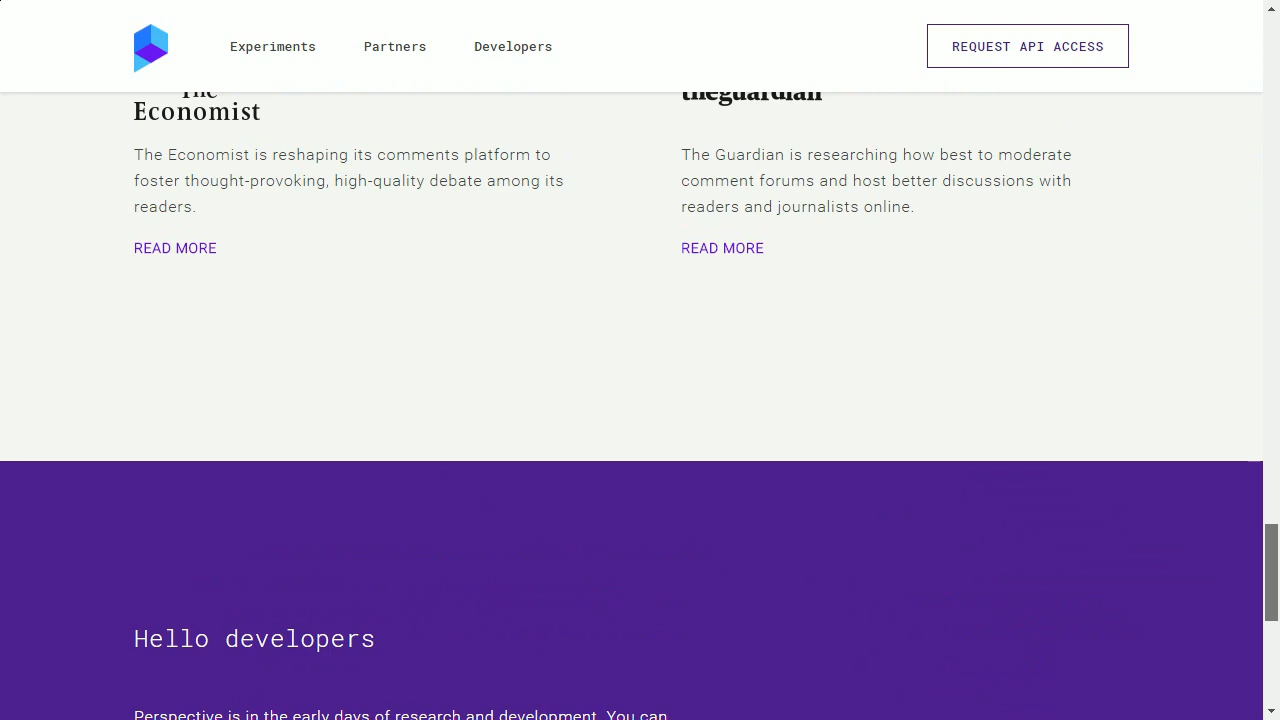 Experiments
Partners
Developers
REQUEST API ACCESS
The
Economist
theguardian
The Economist is reshaping its comments platform to
foster thought-provoking, high-quality debate among its
readers.
READ MORE
The Guardian is researching how best to moderate
comment forums and host better discussions with
readers and journalists online.
READ MORE
Hello developers
Perspective is in the early days of research and development. You can